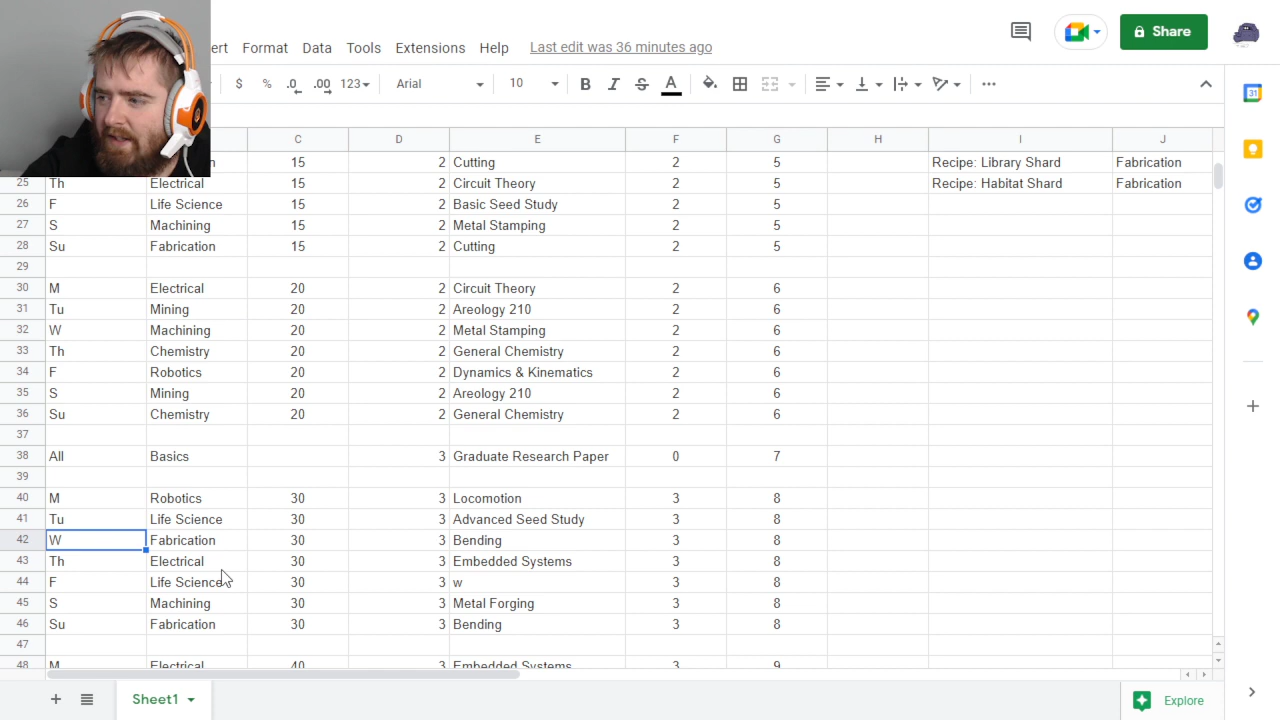 ert Format Data Tools Extensions Help Last edit was 36 minutes ago Share
$ % .0 .00 123 Arial 10 B I S A
C D E F G H I J
n 15 2 Cutting 2 5 Recipe: Library Shard Fabrication
25 Th Electrical 15 2 Circuit Theory 2 5 Recipe: Habitat Shard Fabrication
26 F Life Science 15 2 Basic Seed Study 2 5
27 S Machining 15 2 Metal Stamping 2 5
28 Su Fabrication 15 2 Cutting 2 5
29
30 M Electrical 20 2 Circuit Theory 2 6
31 Tu Mining 20 2 Areology 210 2 6
32 W Machining 20 2 Metal Stamping 2 6
33 Th Chemistry 20 2 General Chemistry 2 6
34 F Robotics 20 2 Dynamics & Kinematics 2 6
35 S Mining 20 2 Areology 210 2 6
36 Su Chemistry 20 2 General Chemistry 2 6
37
38 All Basics 3 Graduate Research Paper 0 7
39
40 M Robotics 30 3 Locomotion 3 8
41 Tu Life Science 30 3 Advanced Seed Study 3 8
42 W Fabrication 30 3 Bending 3 8
43 Th Electrical 30 3 Embedded Systems 3 8
44 F Life Science 30 3 w 3 8
45 S Machining 30 3 Metal Forging 3 8
46 Su Fabrication 30 3 Bending 3 8
47
48 M Electrical 40 3 Embedded Systems 3 9
Sheet1 Explore
31